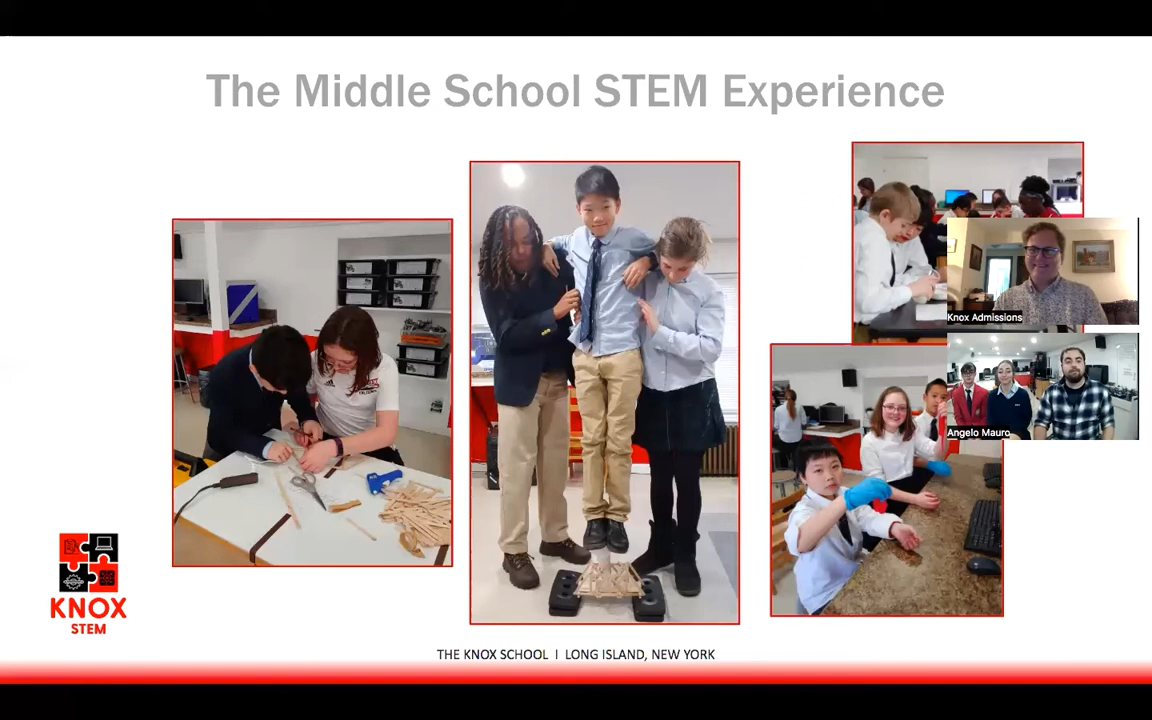 The Middle School STEM Experience
Knox Admissions
Angelo Mauro
KNOX
STEM
THE KNOX SCHOOL I LONG ISLAND, NEW YORK